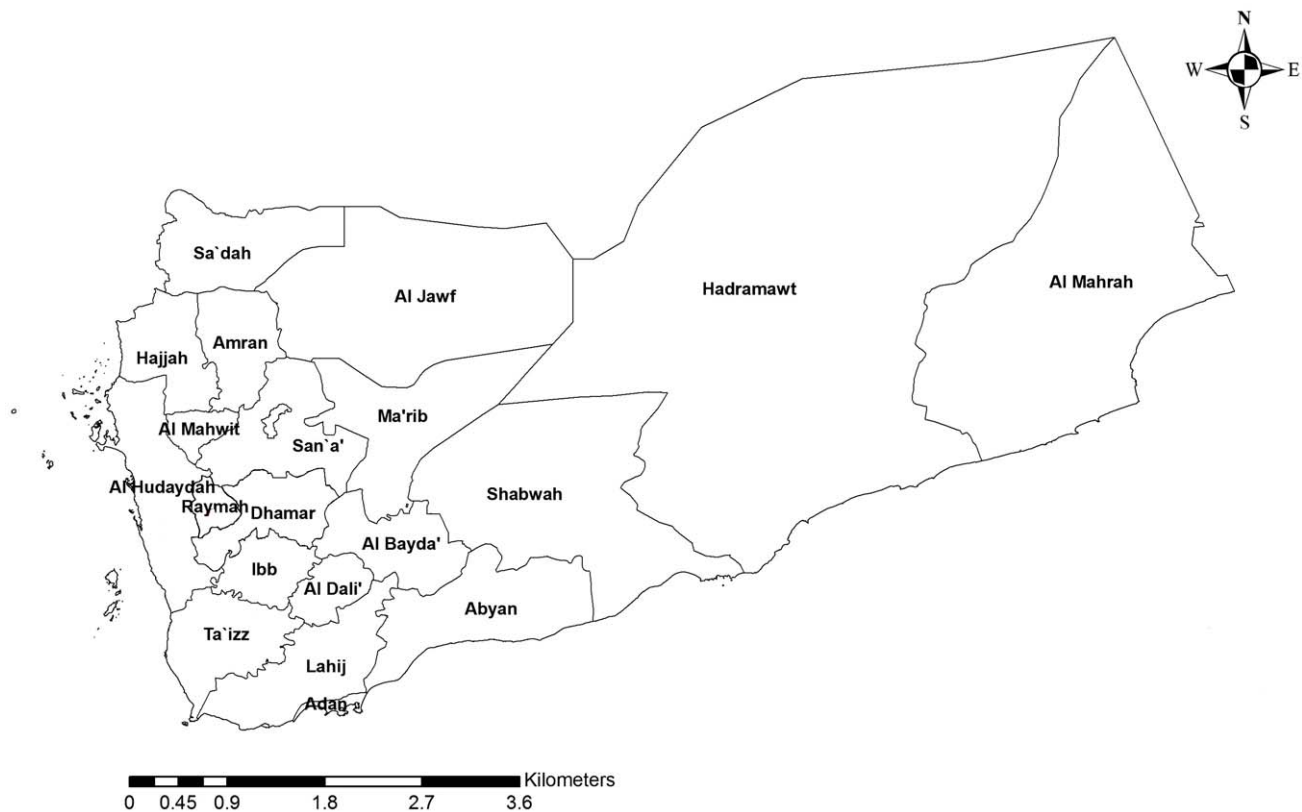 N
W E
S
Sa`dah
Al Jawf
Hadramawt
Al Mahrah
Hajjah
Amran
Ma'rib
Al Mahwit
San`a'
Al Hudaydah
Raymah
Dhamar
Shabwah
Al Bayda'
Ibb
Al Dali'
Abyan
Ta`izz
Lahij
Adan
Kilometers
0 0.45 0.9 1.8 2.7 3.6